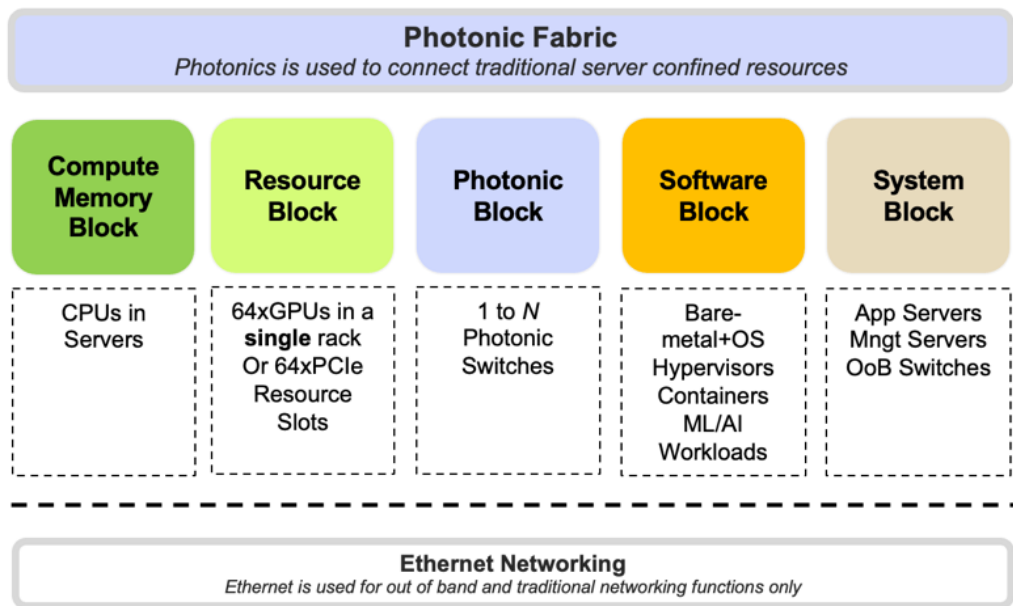 Photonic Fabric
Photonics is used to connect traditional server confined resources
Compute
Memory
Block
Resource
Block
Photonic
Block
Software
Block
System
Block
CPUs in
Servers
64xGPUs in a
single rack
Or 64xPCIe
Resource
Slots
1 to N
Photonic
Switches
Bare-
metal+OS
Hypervisors
Containers
ML/AI
Workloads
App Servers
Mngt Servers
OoB Switches
Ethernet Networking
Ethernet is used for out of band and traditional networking functions only